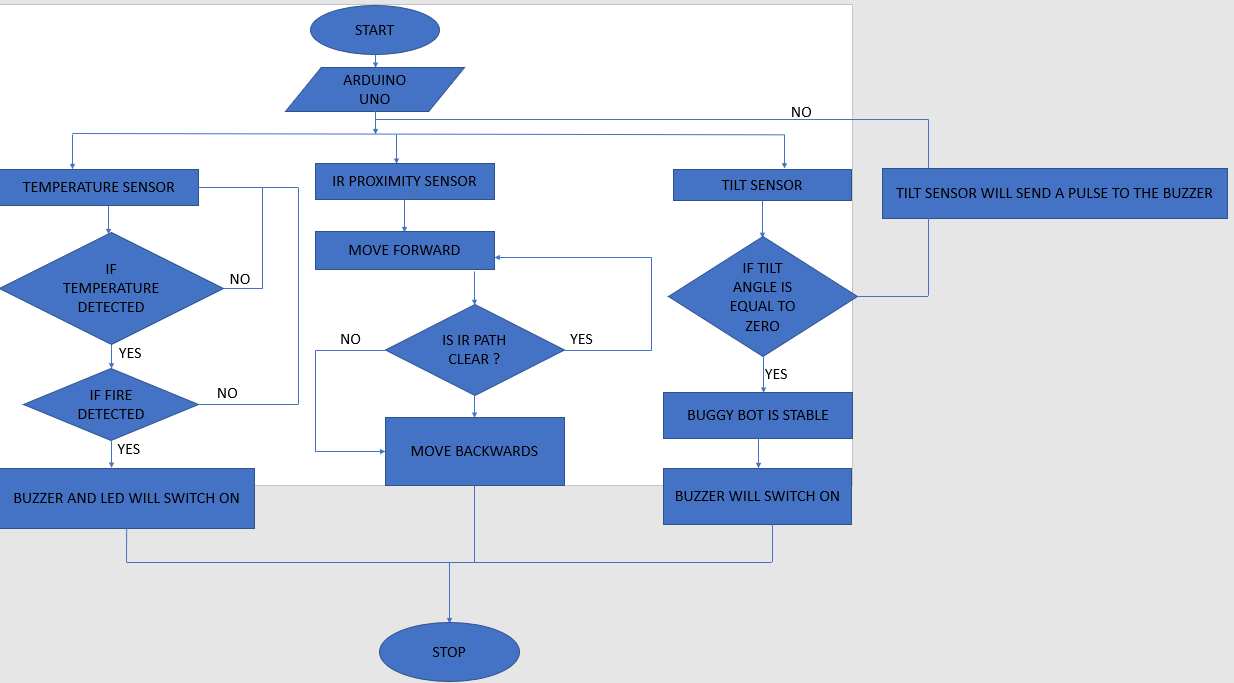 START
ARDUINO
UNO
NO
TEMPERATURE SENSOR
IR PROXIMITY SENSOR
TILT SENSOR
TILT SENSOR WILL SEND A PULSE TO THE BUZZER
MOVE FORWARD
IF
TEMPERATURE
DETECTED
NO
IF TILT
ANGLE IS
EQUAL TO
ZERO
NO
IS IR PATH
CLEAR ?
YES
YES
YES
IF FIRE
DETECTED
NO
BUGGY BOT IS STABLE
YES
MOVE BACKWARDS
BUZZER AND LED WILL SWITCH ON
BUZZER WILL SWITCH ON
STOP